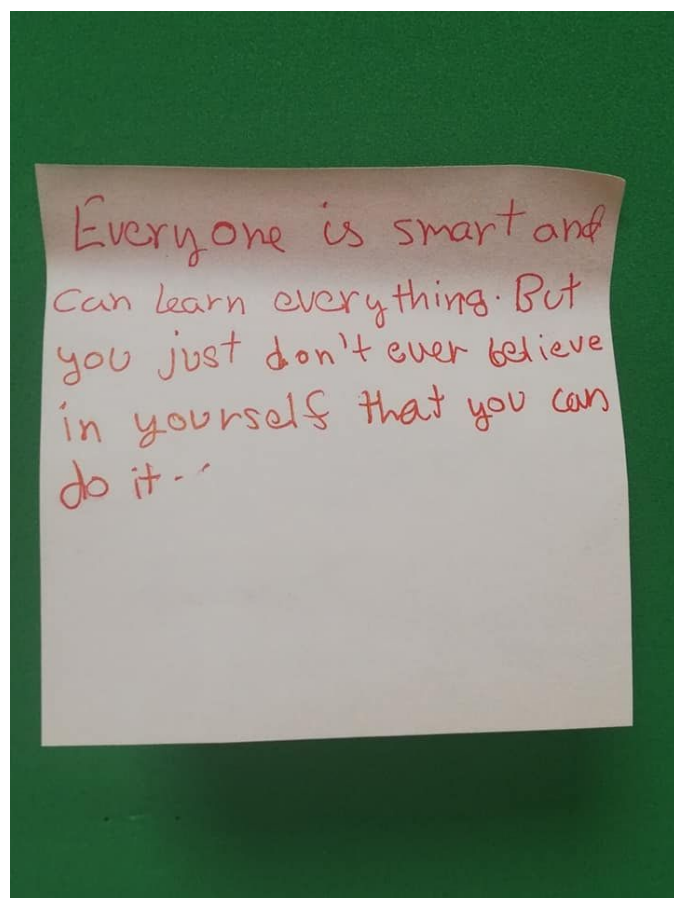 Everyone is smart and
can learn everything. But
you just don't ever believe
in yourself that you can
do it..